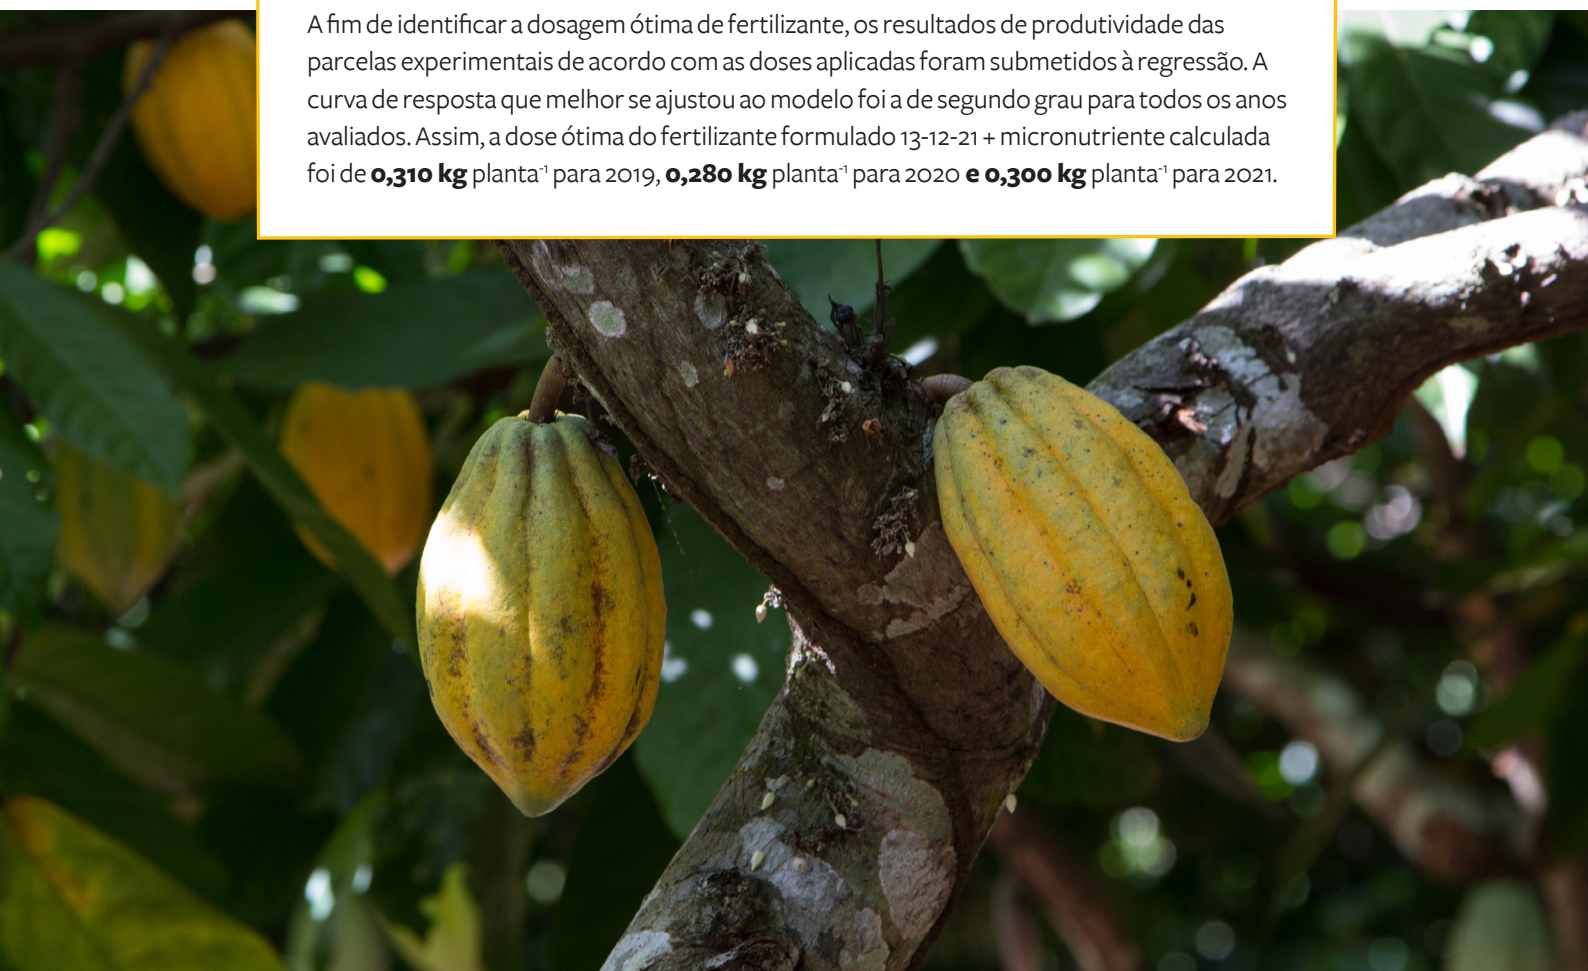 A fim de identificar a dosagem ótima de fertilizante, os resultados de produtividade das
parcelas experimentais de acordo com as doses aplicadas foram submetidos à regressão. A
curva de resposta que melhor se ajustou ao modelo foi a de segundo grau para todos os anos
avaliados. Assim, a dose ótima do fertilizante formulado 13-12-21 + micronutriente calculada
foi de 0,310 kg planta⁻¹ para 2019, 0,280 kg planta⁻¹ para 2020 e 0,300 kg planta⁻¹ para 2021.